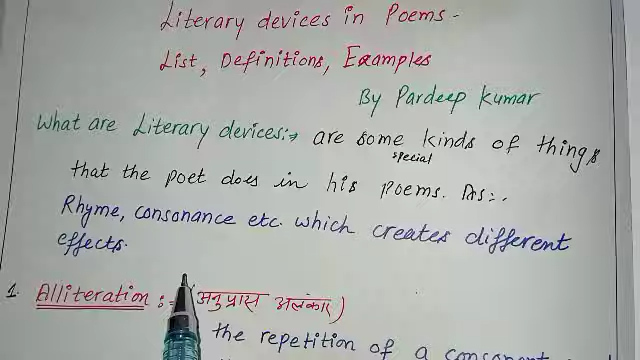 Literary devices in Poems -
List, Definitions, Examples
By Pardeep Kumar
What are Literary devices:→ are some kinds of things
special
that the poet does in his poems. As:.
Rhyme, consonance etc. which creates different
effects.
1. Alliteration :- (अनुप्रास अलंकार)
the repetition of a consonant